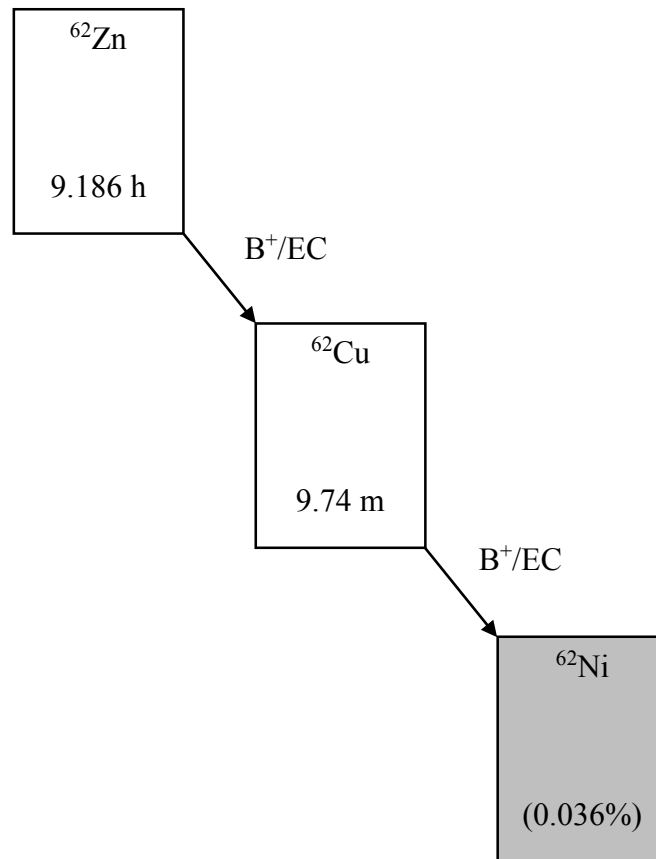 ⁶²Zn
9.186 h
B⁺/EC
⁶²Cu
9.74 m
B⁺/EC
⁶²Ni
(0.036%)